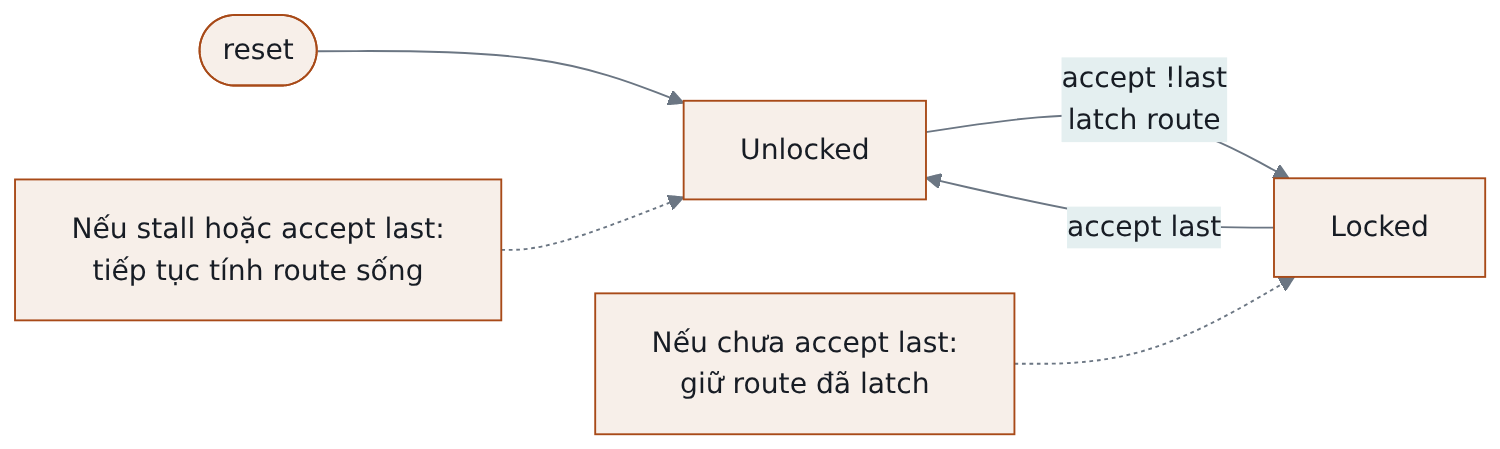 reset
Unlocked
accept !last
latch route
Nếu stall hoặc accept last:
tiếp tục tính route sống
accept last
Locked
Nếu chưa accept last:
giữ route đã latch